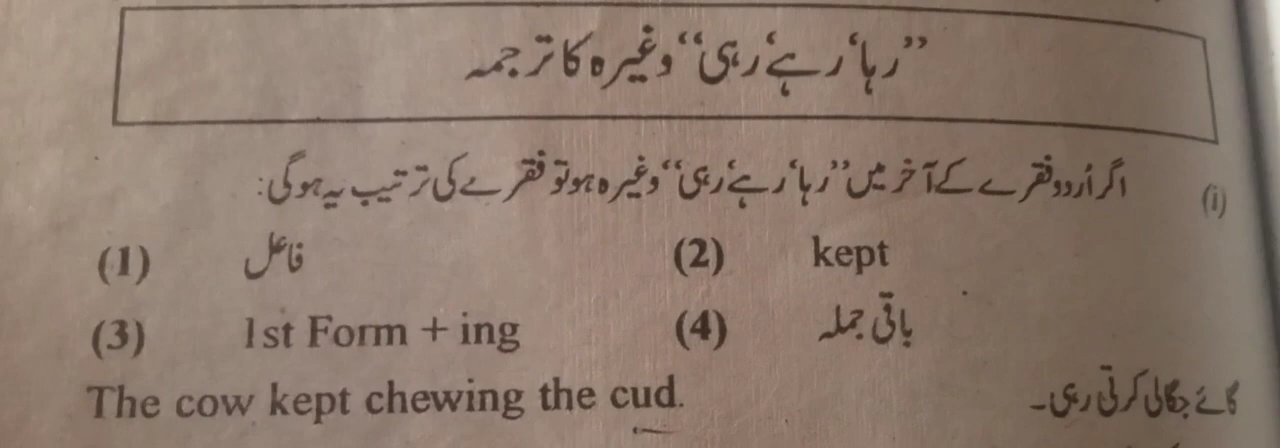 ’’رہا، رہے، رہی‘‘ وغیرہ کا ترجمہ
(i) اگر اُردو فقرے کے آخر میں ’’رہا، رہے، رہی‘‘ وغیرہ ہو تو فقرے کی ترتیب یہ ہوگی:
(1) فاعل (2) kept
(3) 1st Form + ing (4) باقی جملہ
The cow kept chewing the cud. گائے جگالی کرتی رہی۔